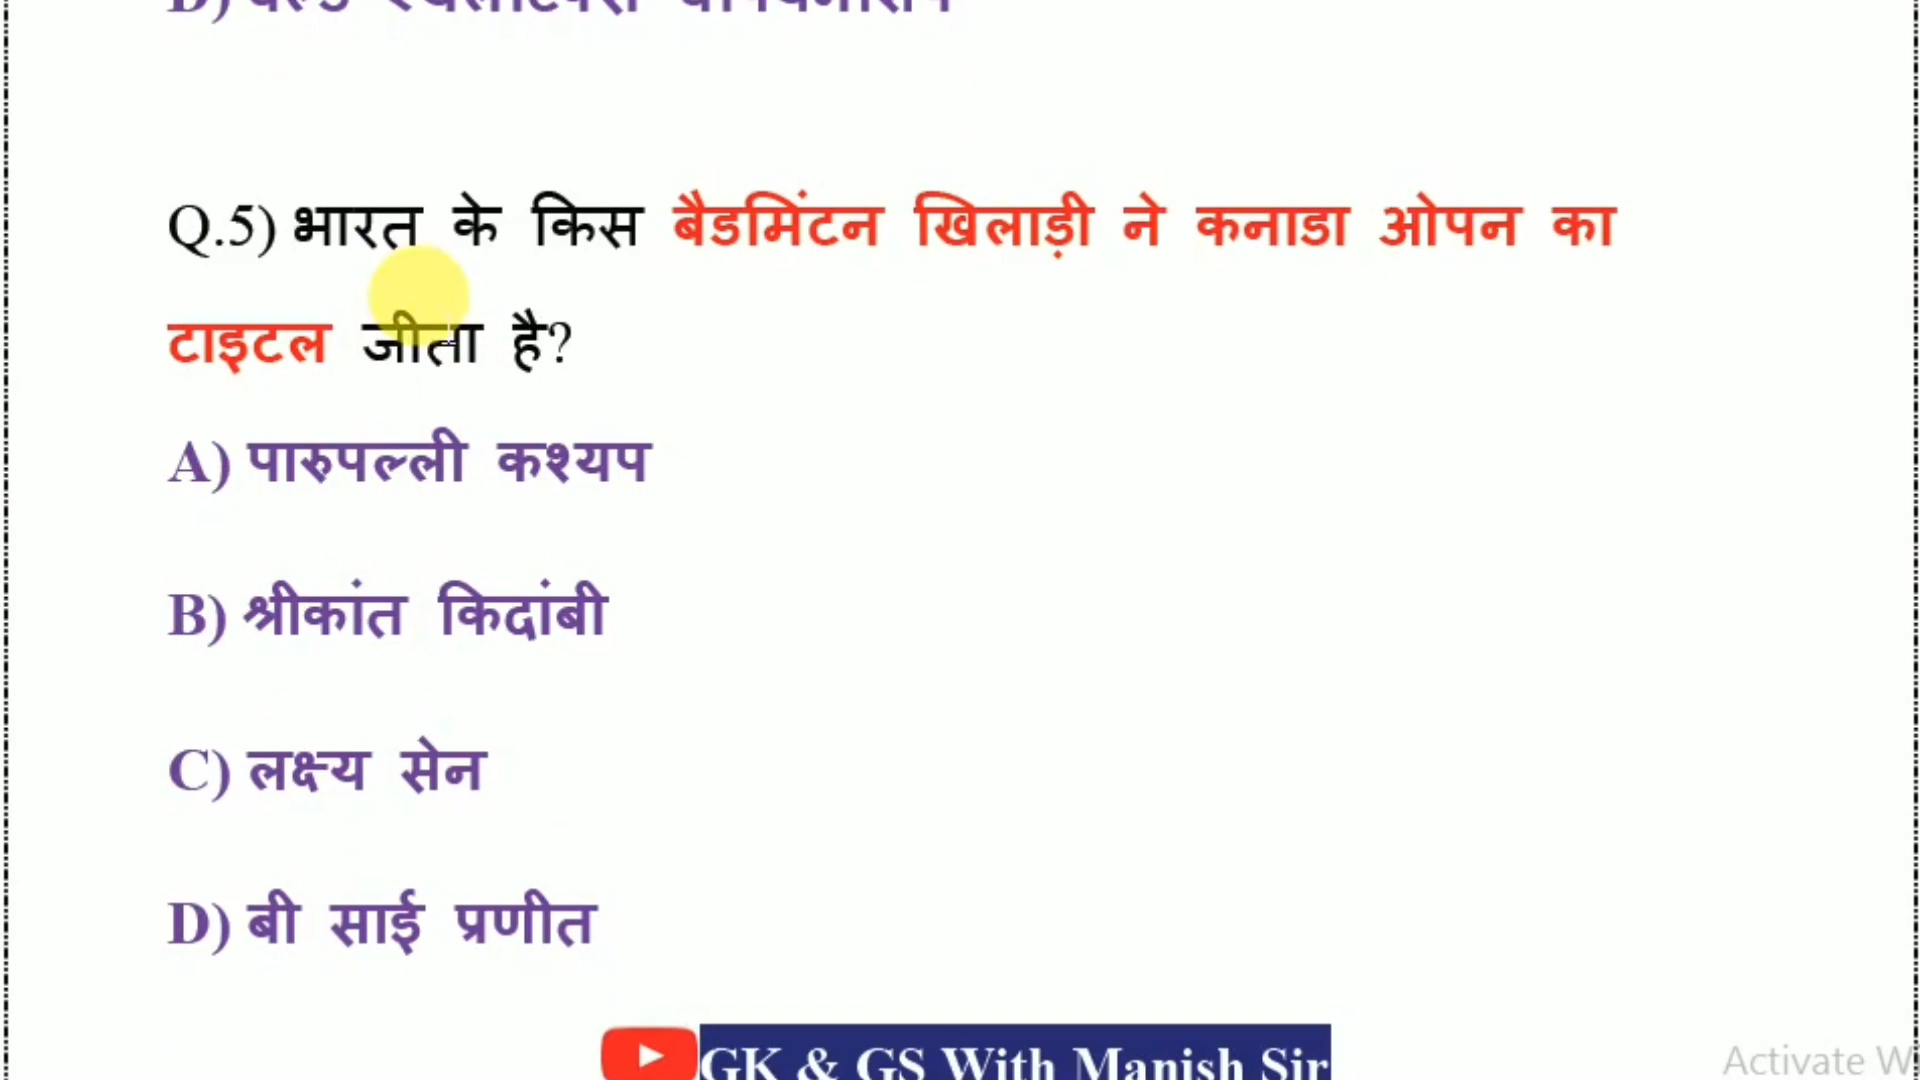 Q.5) भारत के किस बैडमिंटन खिलाड़ी ने कनाडा ओपन का
टाइटल जीता है?
A) पारुपल्ली कश्यप
B) श्रीकांत किदांबी
C) लक्ष्य सेन
D) बी साई प्रणीत
GK & GS With Manish Sir
Activate W